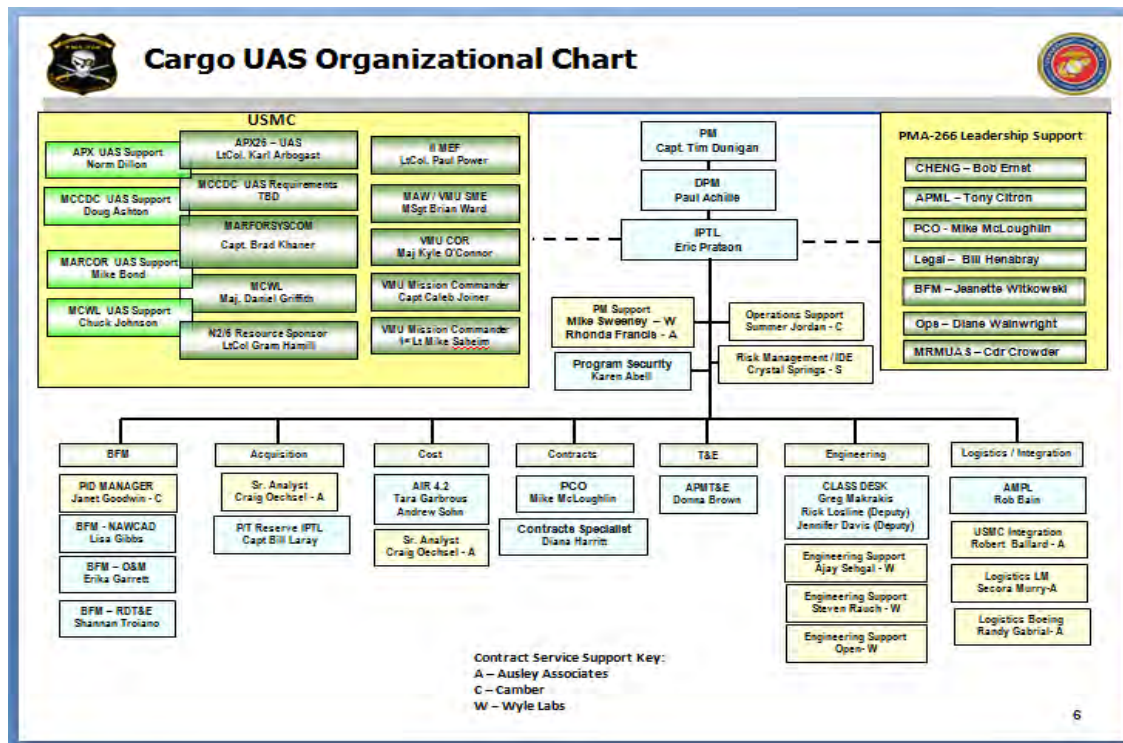 Cargo UAS Organizational Chart
USMC
APX UAS Support
Norm Dillon
MCCDC UAS Support
Doug Ashton
MARCOR UAS Support
Mike Bond
MCWL UAS Support
Chuck Johnson
APX26 – UAS
LtCol. Karl Arbogast
MCCDC UAS Requirements
TBD
MARFORSYSCOM
Capt. Brad Khaner
MCWL
Maj. Daniel Griffith
N2/6 Resource Sponsor
LtCol Gram Hamilli
II MEF
LtCol. Paul Power
MAW / VMU SME
MSgt Brian Ward
VMU COR
Maj Kyle O'Connor
VMU Mission Commander
Capt Caleb Joiner
VMU Mission Commander
1st Lt Mike Saheim
PM
Capt. Tim Dunigan
DPM
Paul Achille
IPTL
Eric Pratson
PM Support
Mike Sweeney – W
Rhonda Francis - A
Program Security
Karen Abell
Operations Support
Summer Jordan - C
Risk Management / IDE
Crystal Springs - S
PMA-266 Leadership Support
CHENG – Bob Ernst
APML – Tony Citron
PCO - Mike McLoughlin
Legal – Bill Henabray
BFM – Jeanette Witkowski
Ops – Diane Wainwright
MRMUAS – Cdr Crowder
BFM
PID MANAGER
Janet Goodwin - C
BFM - NAWCAD
Lisa Gibbs
BFM – O&M
Erika Garrett
BFM – RDT&E
Shannan Troiano
Acquisition
Sr. Analyst
Craig Oechsel - A
P/T Reserve IPTL
Capt Bill Laray
Cost
AIR 4.2
Tara Garbrous
Andrew Sohn
Sr. Analyst
Craig Oechsel - A
Contracts
PCO
Mike McLoughlin
Contracts Specialist
Diana Harritt
T&E
APMT&E
Donna Brown
Engineering
CLASS DESK
Greg Makrakis
Rick Losline (Deputy)
Jennifer Davis (Deputy)
Engineering Support
Ajay Sehgal - W
Engineering Support
Steven Rauch - W
Engineering Support
Open- W
Logistics / Integration
AMPL
Rob Bain
USMC Integration
Robert Ballard - A
Logistics LM
Secora Murry-A
Logistics Boeing
Randy Gabrial- A
Contract Service Support Key:
A – Ausley Associates
C – Camber
W – Wyle Labs
6